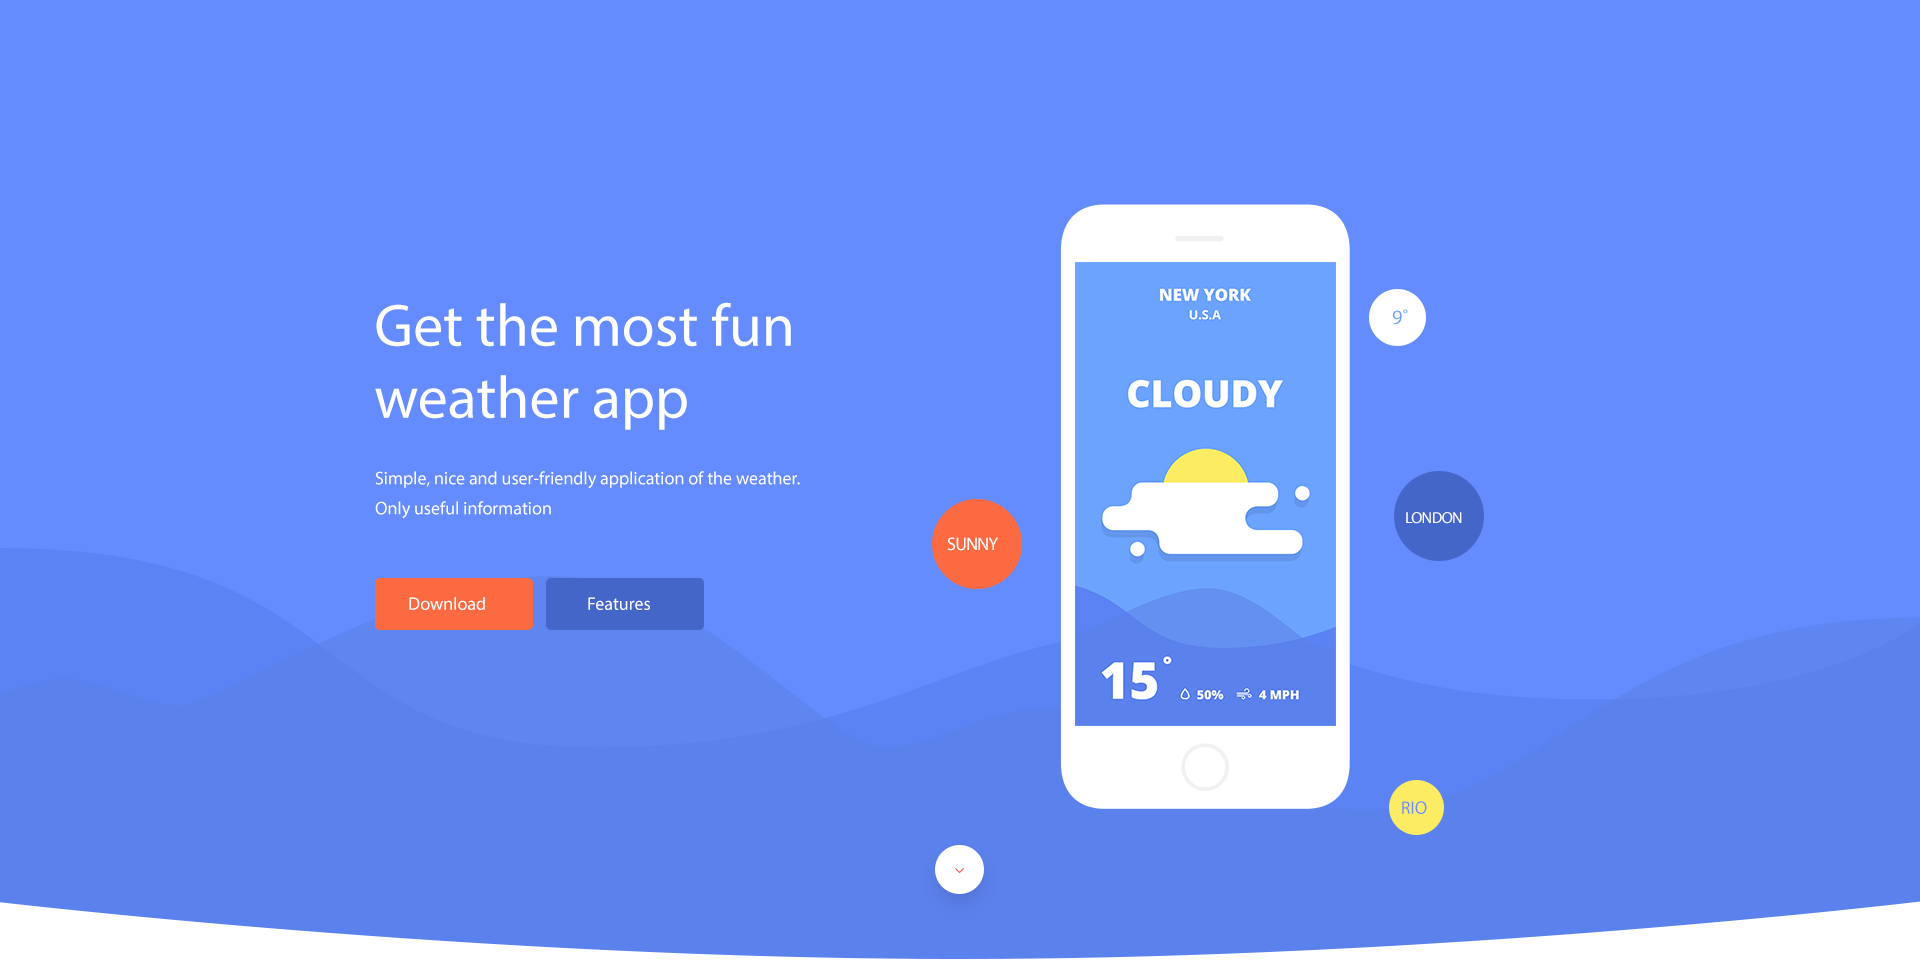 Get the most fun
weather app
Simple, nice and user-friendly application of the weather.
Only useful information
Download
Features
SUNNY
NEW YORK
U.S.A
CLOUDY
15°
50%
4 MPH
9°
LONDON
RIO